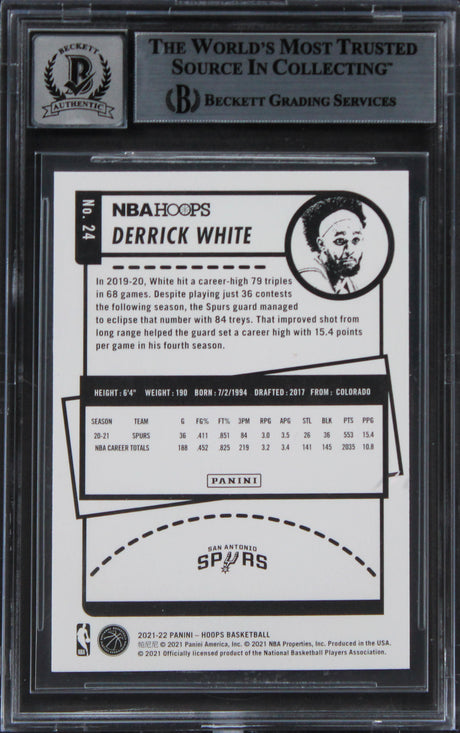 BECKETT
B
AUTHENTIC
THE WORLD'S MOST TRUSTED
SOURCE IN COLLECTING™
(B) BECKETT GRADING SERVICES
No. 24
NBA HOOPS
DERRICK WHITE
In 2019-20, White hit a career-high 79 triples
in 68 games. Despite playing just 36 contests
the following season, the Spurs guard managed
to eclipse that number with 84 treys. That improved shot from
long range helped the guard set a career high with 15.4 points
per game in his fourth season.
HEIGHT: 6'4" WEIGHT: 190 BORN: 7/2/1994 DRAFTED: 2017 FROM: COLORADO
SEASON TEAM G FG% FT% 3PM RPG APG STL BLK PTS PPG
20-21 SPURS 36 .411 .851 84 3.0 3.5 26 36 553 15.4
NBA CAREER TOTALS 188 .452 .825 219 3.2 3.4 141 145 2035 10.8
PANINI
SAN ANTONIO
SPURS
2021-22 PANINI – HOOPS BASKETBALL
帕尼尼 © 2021 Panini America, Inc. © 2021 NBA Properties, Inc. Produced in the USA.
© 2021 Officially licensed product of the National Basketball Players Association.